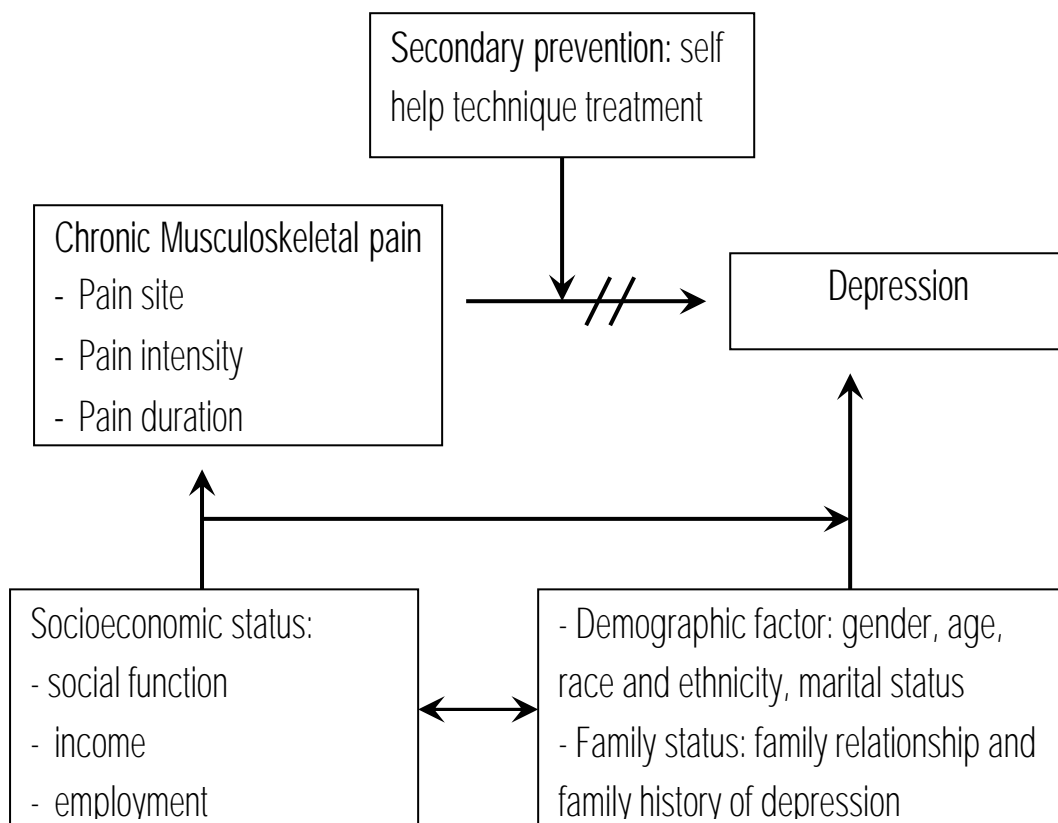 Secondary prevention: self
help technique treatment
Chronic Musculoskeletal pain
- Pain site
- Pain intensity
- Pain duration
Depression
Socioeconomic status:
- social function
- income
- employment
- Demographic factor: gender, age,
race and ethnicity, marital status
- Family status: family relationship and
family history of depression